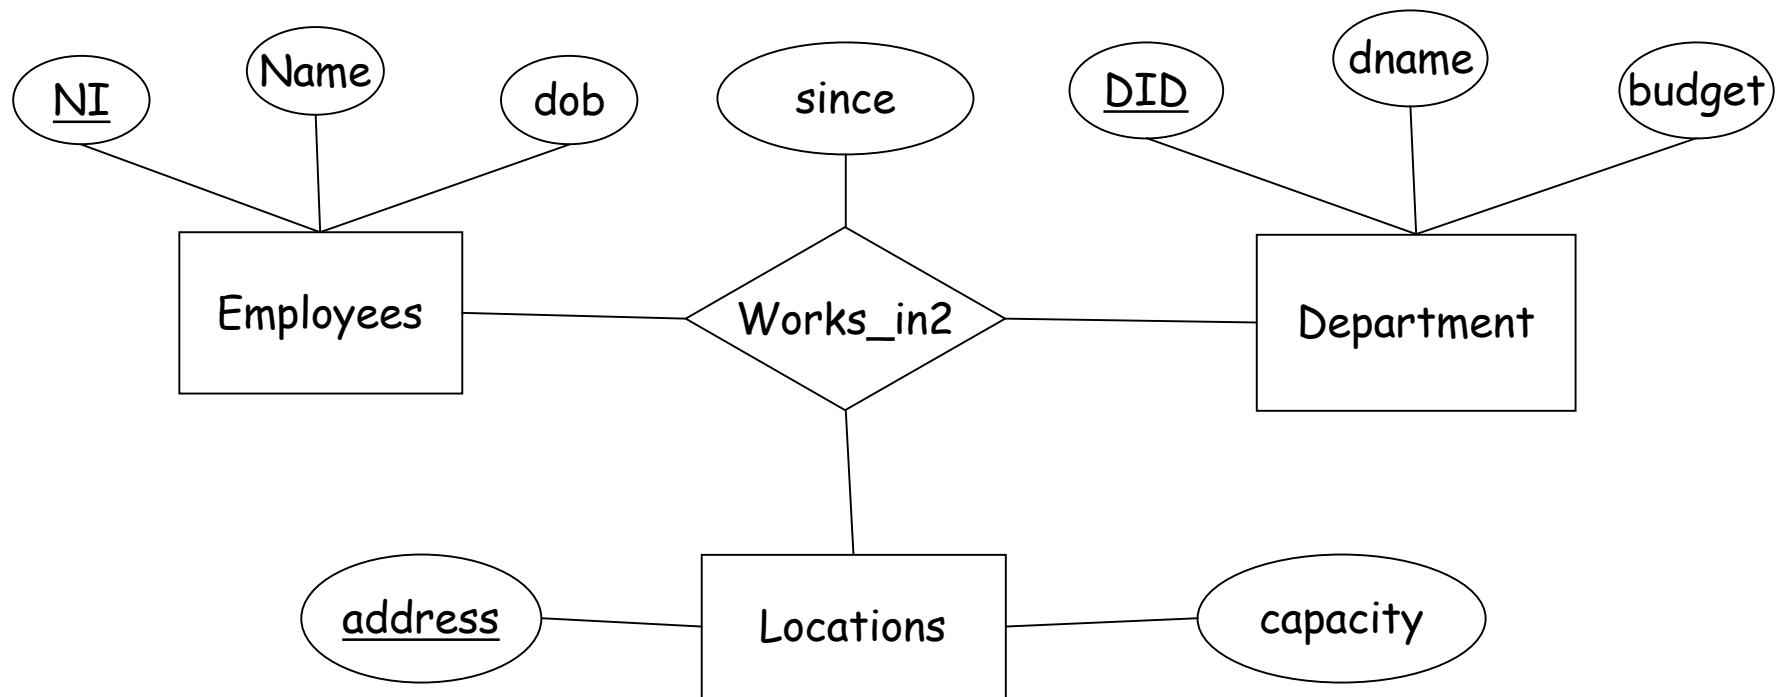 NI
Name
dob
since
DID
dname
budget
Employees
Works_in2
Department
address
Locations
capacity